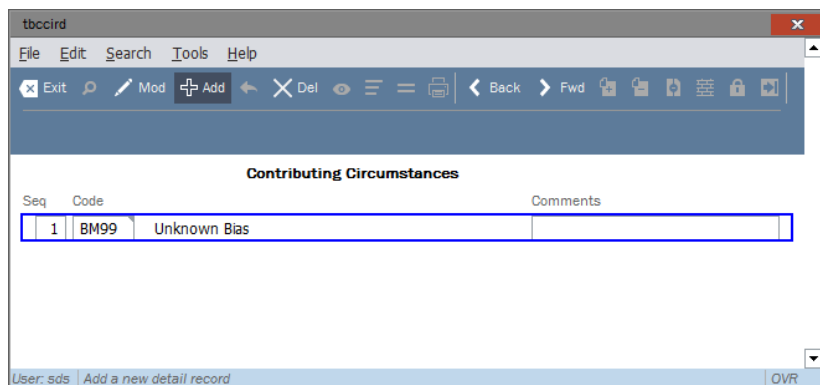 tbccird
File Edit Search Tools Help
Exit Mod Add Del Back Fwd
Contributing Circumstances
Seq Code Comments
1 BM99 Unknown Bias
User: sds Add a new detail record OVR